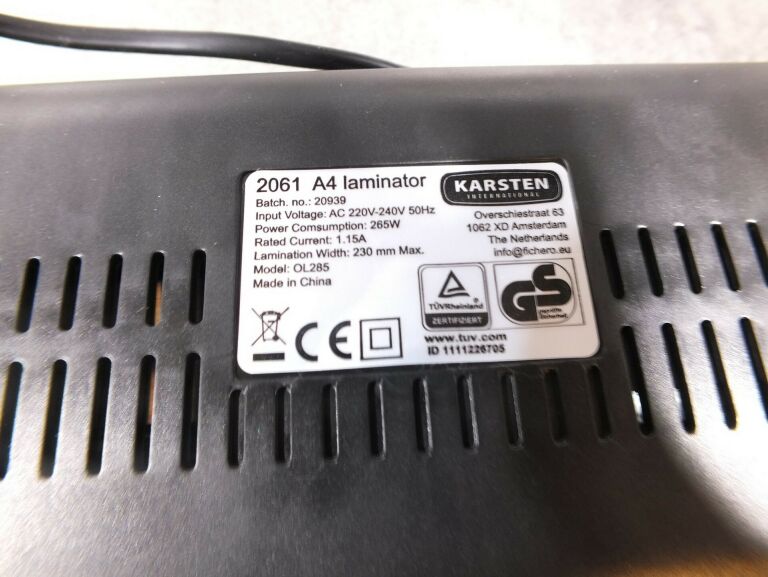 2061 A4 laminator
Batch. no.: 20939
Input Voltage: AC 220V-240V 50Hz
Power Comsumption: 265W
Rated Current: 1.15A
Lamination Width: 230 mm Max.
Model: OL285
Made in China
KARSTEN
INTERNATIONAL
Overschiestraat 63
1062 XD Amsterdam
The Netherlands
info@fichero.eu
TÜVRheinland
ZERTIFIZIERT
GS
geprüfte
Sicherheit
CE
www.tuv.com
ID 1111226705